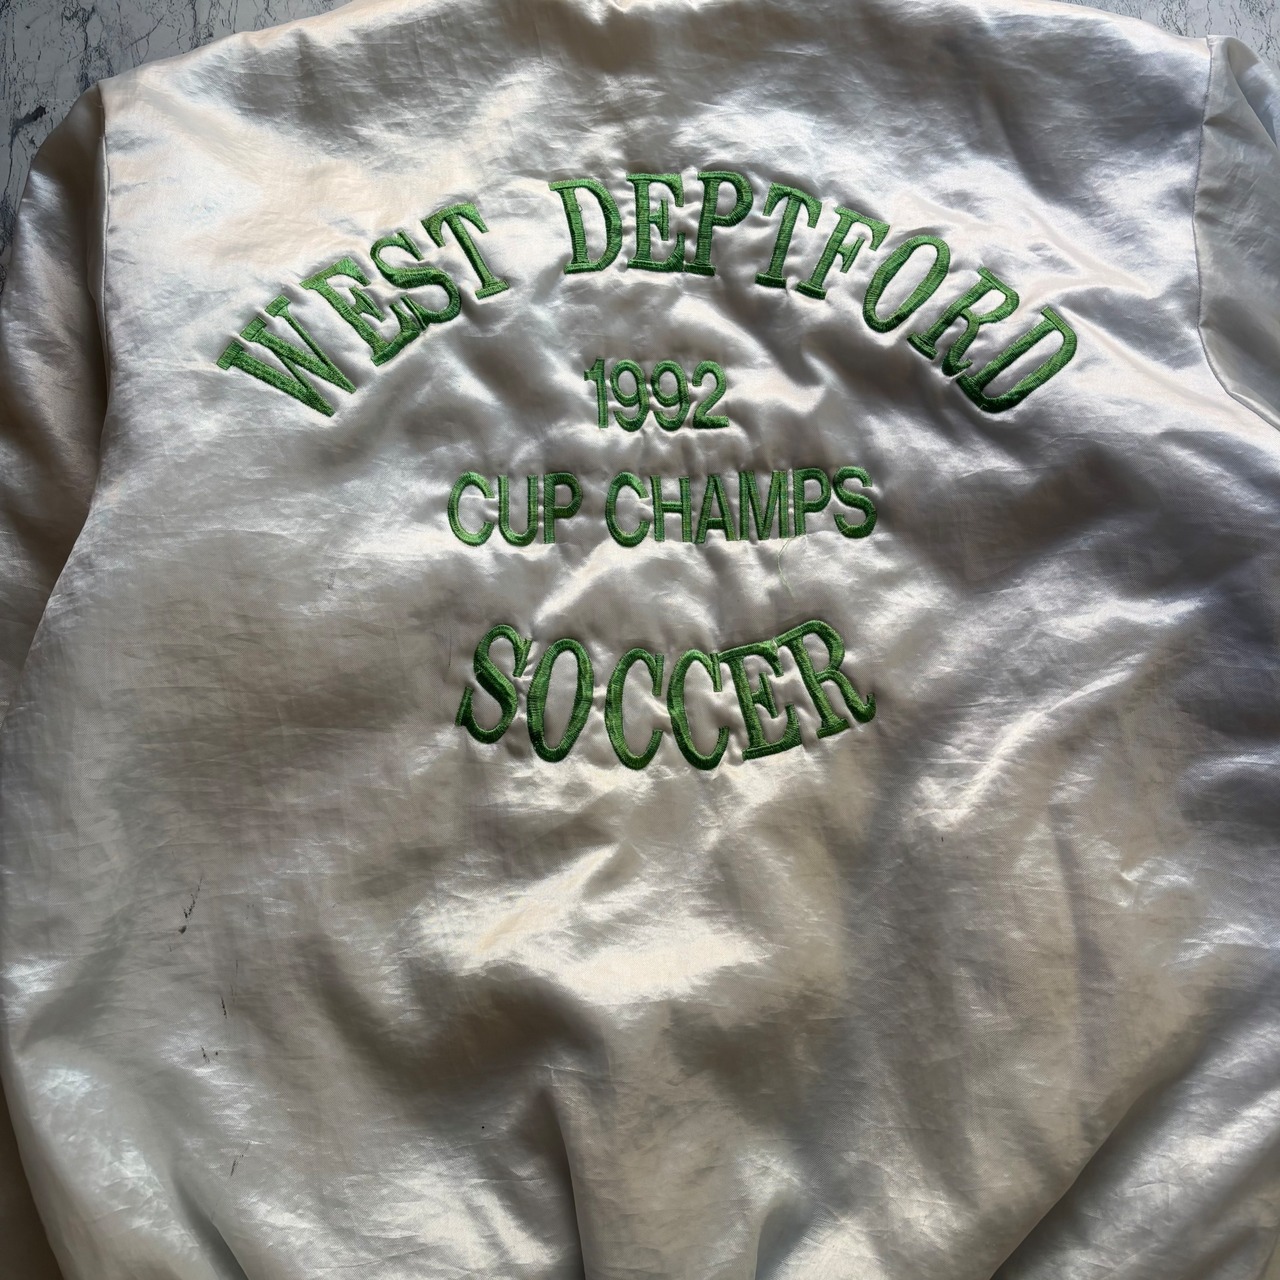 WEST DEPTFORD
1992
CUP CHAMPS
SOCCER